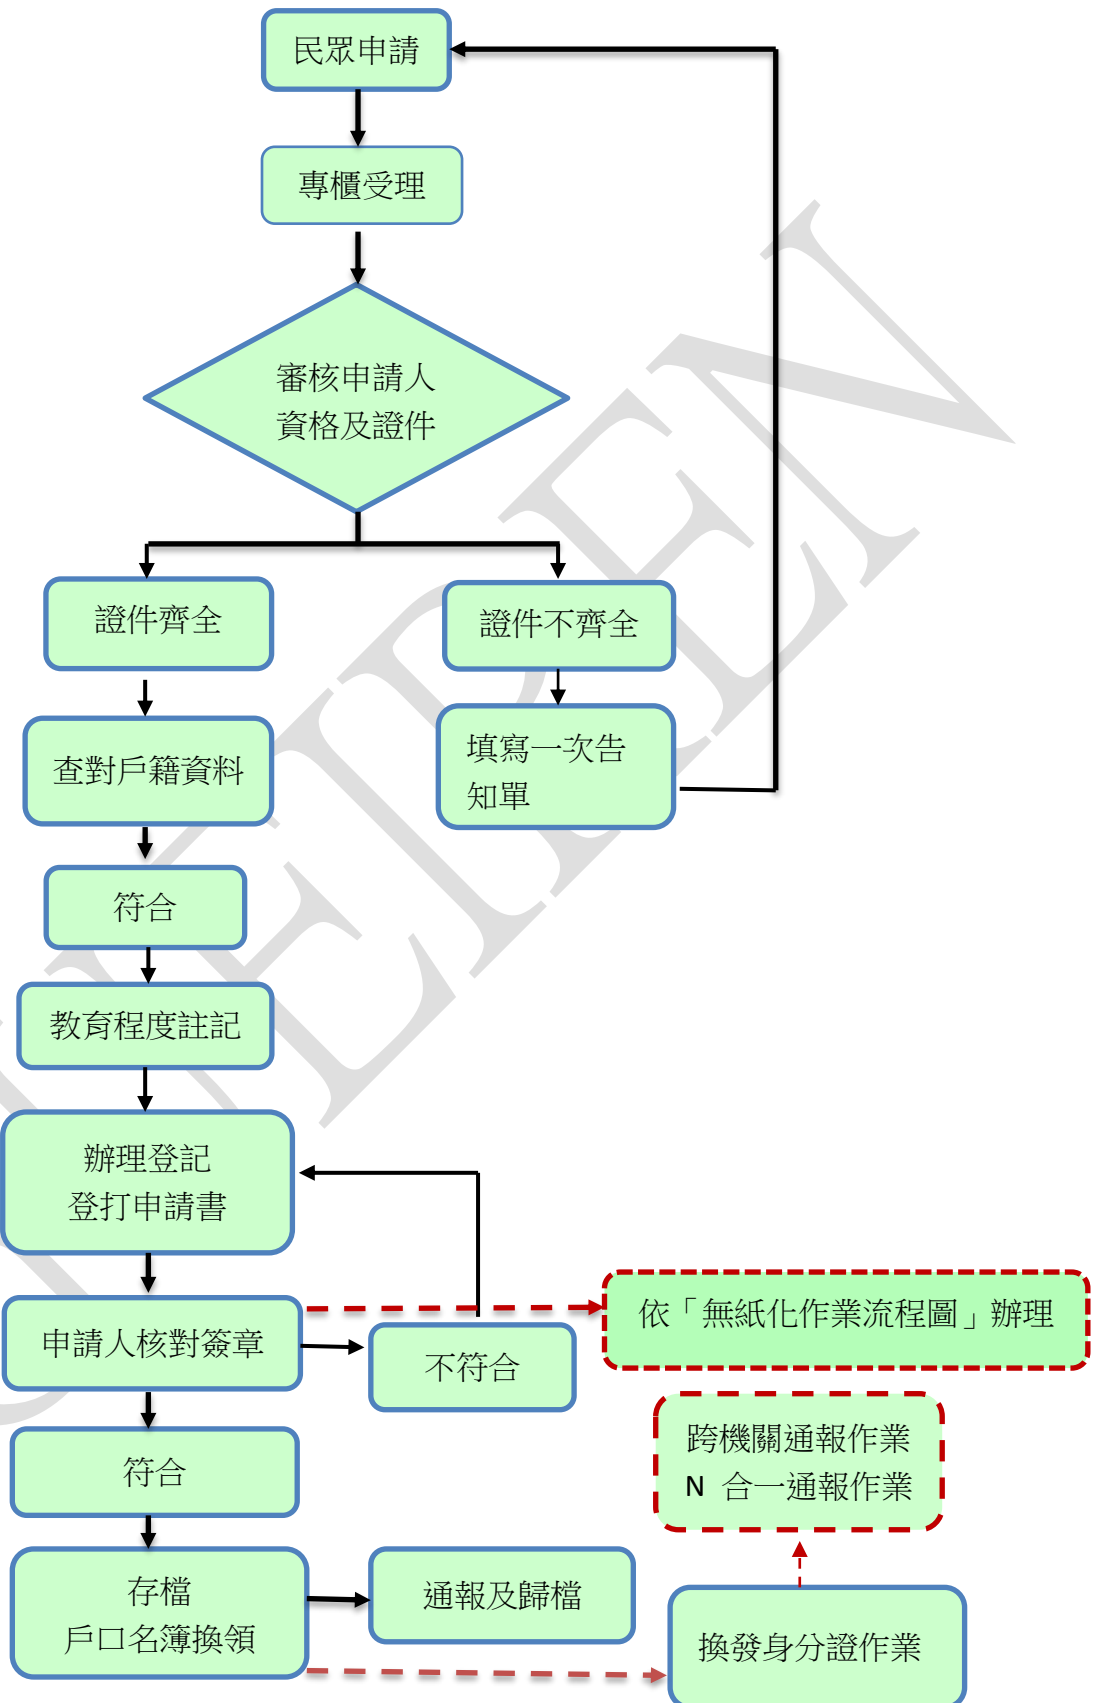 民眾申請
專櫃受理
審核申請人
資格及證件
證件齊全
證件不齊全
查對戶籍資料
填寫一次告
知單
符合
教育程度註記
辦理登記
登打申請書
依「無紙化作業流程圖」辦理
申請人核對簽章
不符合
跨機關通報作業
N 合一通報作業
符合
存檔
戶口名簿換領
通報及歸檔
換發身分證作業